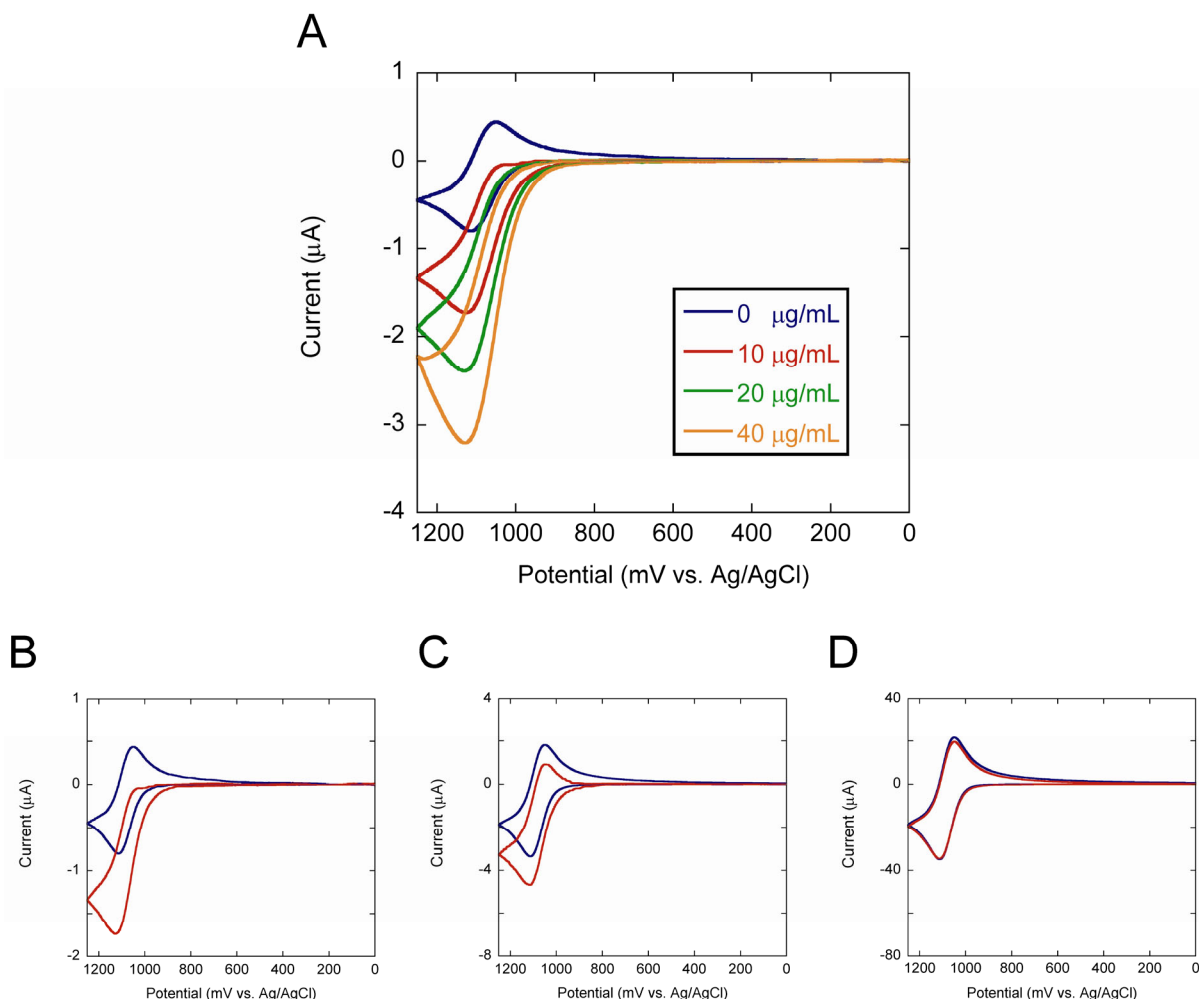 A
1
0
-1
-2
-3
-4
Current (μA)
0 μg/mL
10 μg/mL
20 μg/mL
40 μg/mL
1200 1000 800 600 400 200 0
Potential (mV vs. Ag/AgCl)
B
1
0
-1
-2
Current (μA)
1200 1000 800 600 400 200 0
Potential (mV vs. Ag/AgCl)
C
4
0
-4
-8
Current (μA)
1200 1000 800 600 400 200 0
Potential (mV vs. Ag/AgCl)
D
40
0
-40
-80
Current (μA)
1200 1000 800 600 400 200 0
Potential (mV vs. Ag/AgCl)